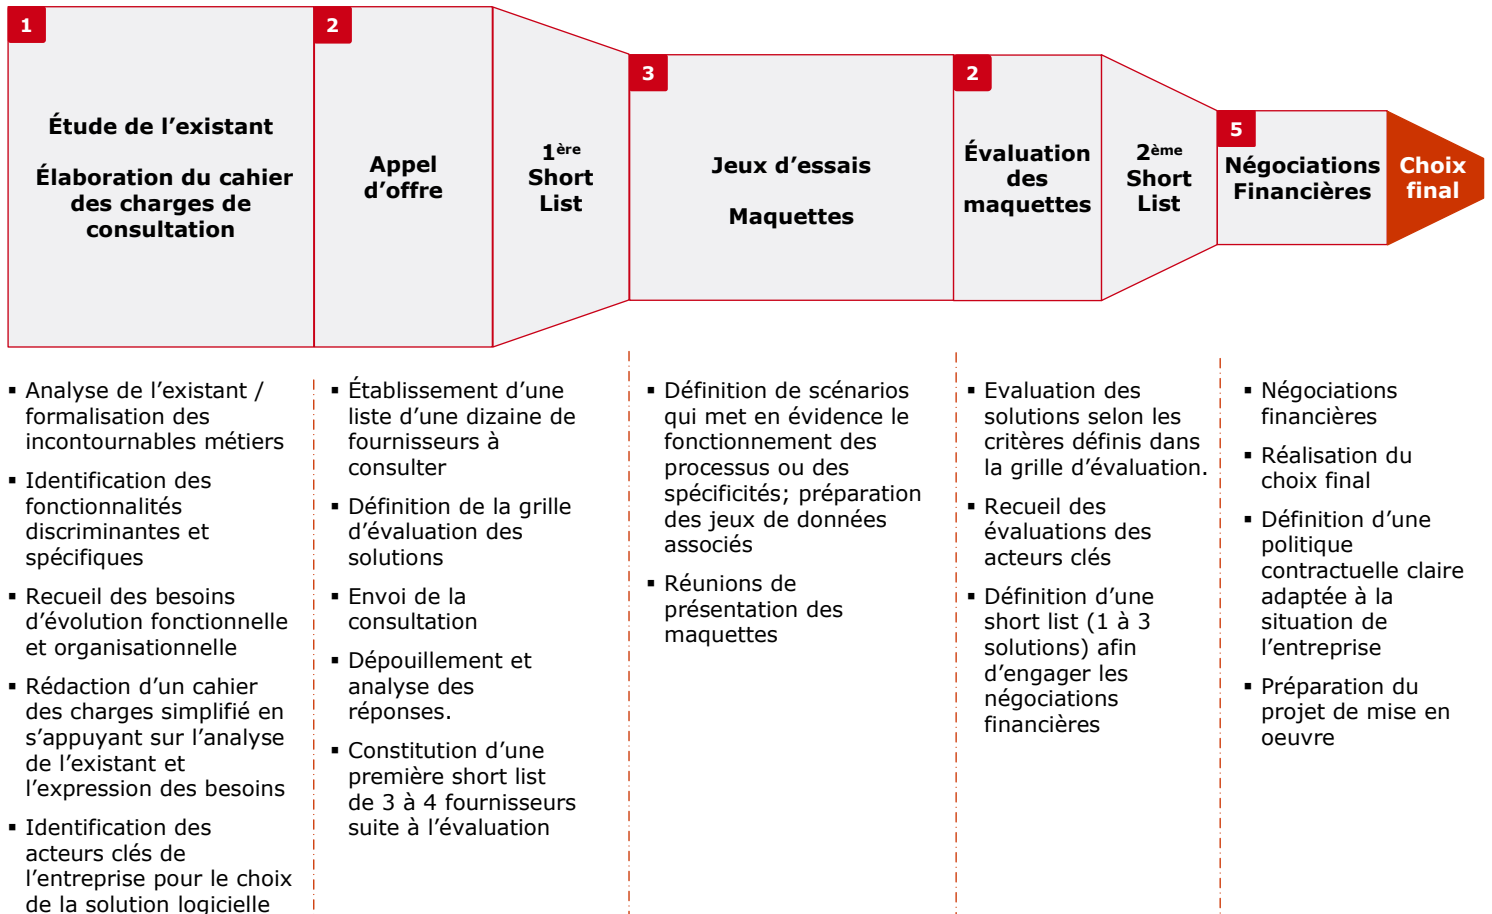 1
Étude de l’existant
Élaboration du cahier
des charges de
consultation
2
Appel
d’offre
1ère
Short
List
3
Jeux d’essais
Maquettes
2
Évaluation
des
maquettes
2ème
Short
List
5
Négociations
Financières
Choix
final
▪ Analyse de l’existant /
formalisation des
incontournables métiers
▪ Identification des
fonctionnalités
discriminantes et
spécifiques
▪ Recueil des besoins
d’évolution fonctionnelle
et organisationnelle
▪ Rédaction d’un cahier
des charges simplifié en
s’appuyant sur l’analyse
de l’existant et
l’expression des besoins
▪ Identification des
acteurs clés de
l’entreprise pour le choix
de la solution logicielle
▪ Établissement d’une
liste d’une dizaine de
fournisseurs à
consulter
▪ Définition de la grille
d’évaluation des
solutions
▪ Envoi de la
consultation
▪ Dépouillement et
analyse des
réponses.
▪ Constitution d’une
première short list
de 3 à 4 fournisseurs
suite à l’évaluation
▪ Définition de scénarios
qui met en évidence le
fonctionnement des
processus ou des
spécificités; préparation
des jeux de données
associés
▪ Réunions de
présentation des
maquettes
▪ Evaluation des
solutions selon les
critères définis dans
la grille d’évaluation.
▪ Recueil des
évaluations des
acteurs clés
▪ Définition d’une
short list (1 à 3
solutions) afin
d’engager les
négociations
financières
▪ Négociations
financières
▪ Réalisation du
choix final
▪ Définition d’une
politique
contractuelle claire
adaptée à la
situation de
l’entreprise
▪ Préparation du
projet de mise en
oeuvre